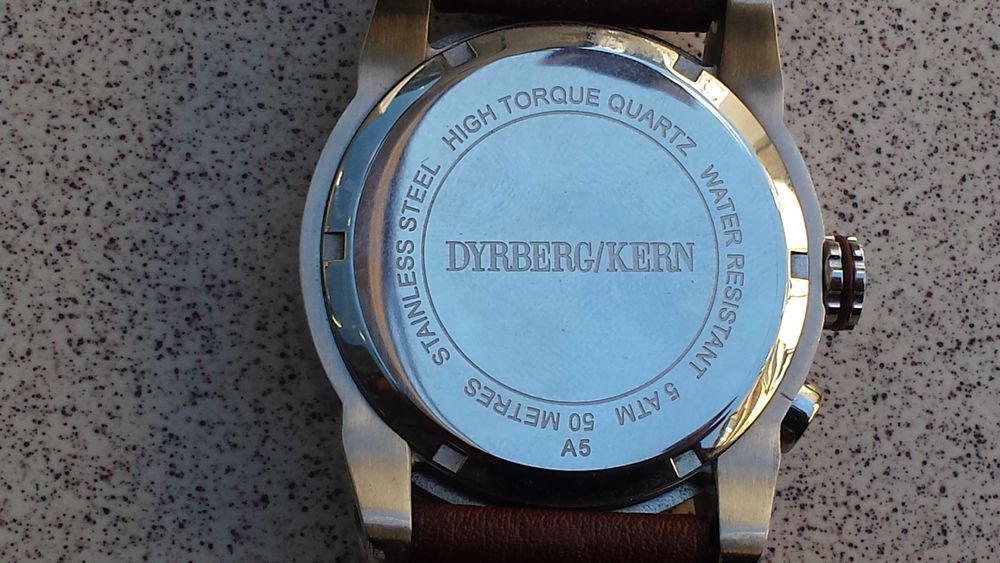 HIGH TORQUE QUARTZ
WATER RESISTANT
5 ATM
50 METRES
STAINLESS STEEL
DYRBERG/KERN
A5